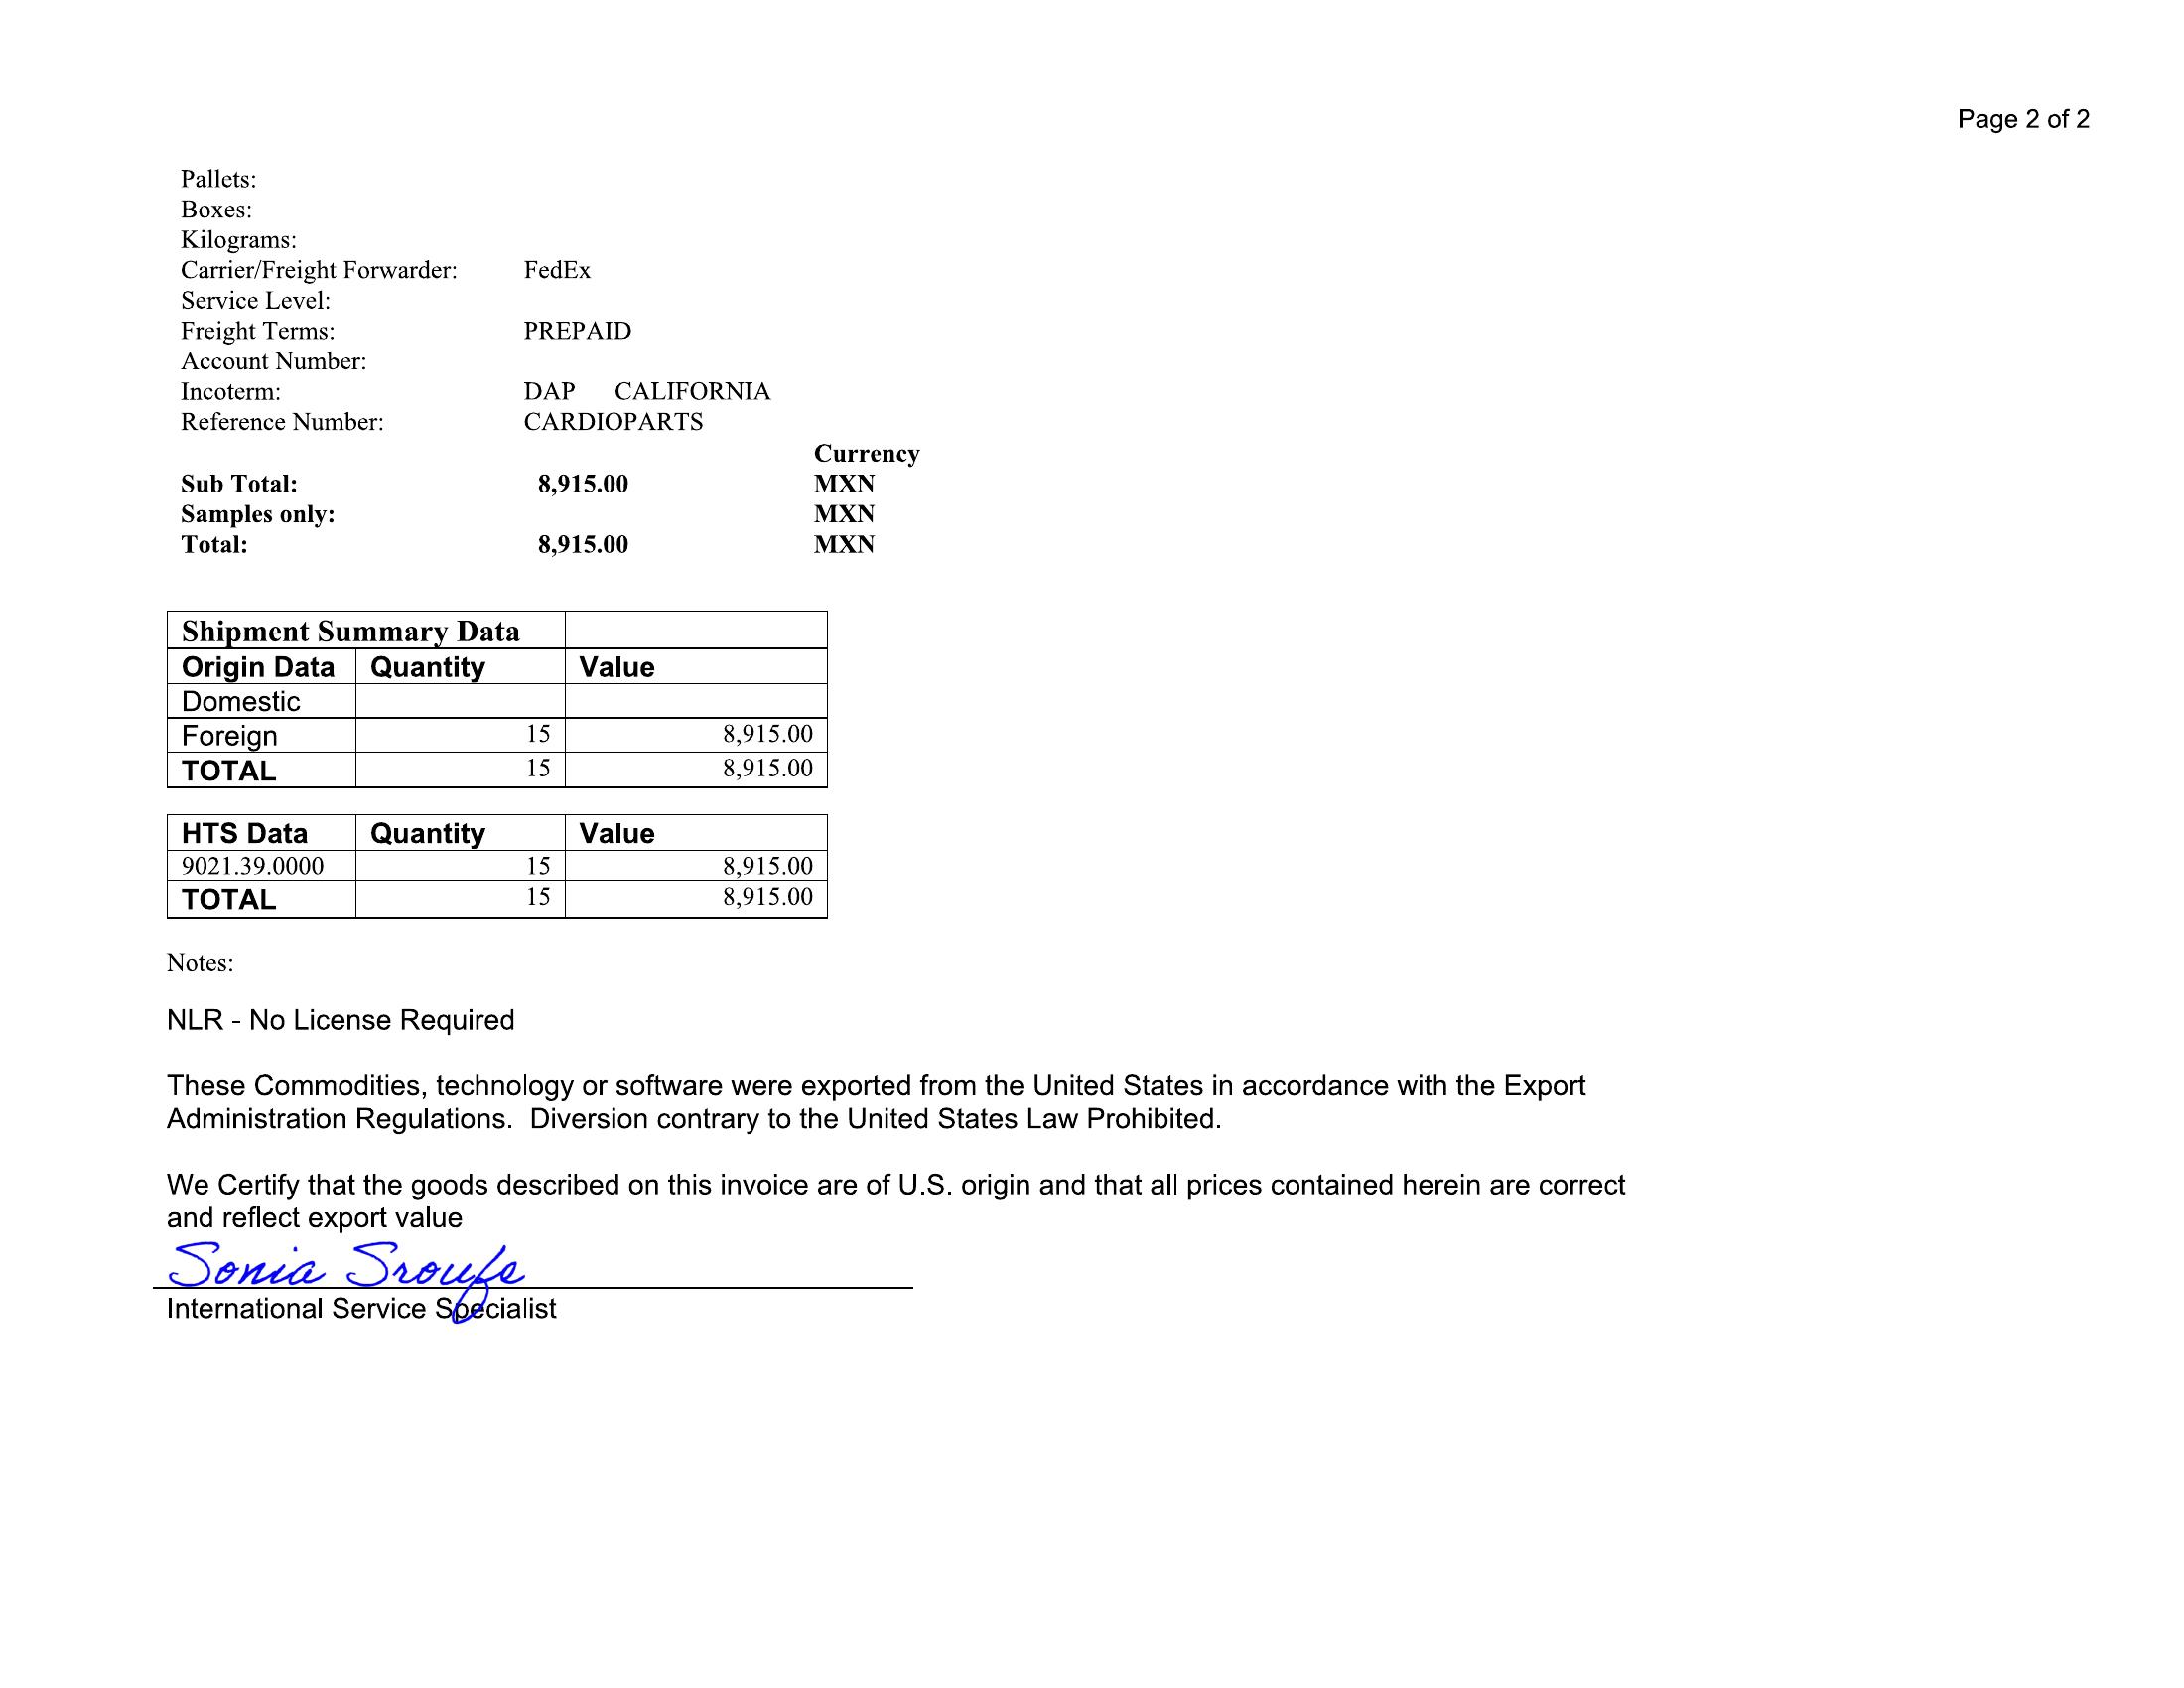 Page 2 of 2
Pallets:
Boxes:
Kilograms:
Carrier/Freight Forwarder: FedEx
Service Level:
Freight Terms: PREPAID
Account Number:
Incoterm: DAP CALIFORNIA
Reference Number: CARDIOPARTS
Currency
Sub Total: 8,915.00 MXN
Samples only: MXN
Total: 8,915.00 MXN
Shipment Summary Data
Origin Data Quantity Value
Domestic
Foreign 15 8,915.00
TOTAL 15 8,915.00
HTS Data Quantity Value
9021.39.0000 15 8,915.00
TOTAL 15 8,915.00
Notes:
NLR - No License Required
These Commodities, technology or software were exported from the United States in accordance with the Export
Administration Regulations. Diversion contrary to the United States Law Prohibited.
We Certify that the goods described on this invoice are of U.S. origin and that all prices contained herein are correct
and reflect export value
Sonia Sroufe
International Service Specialist